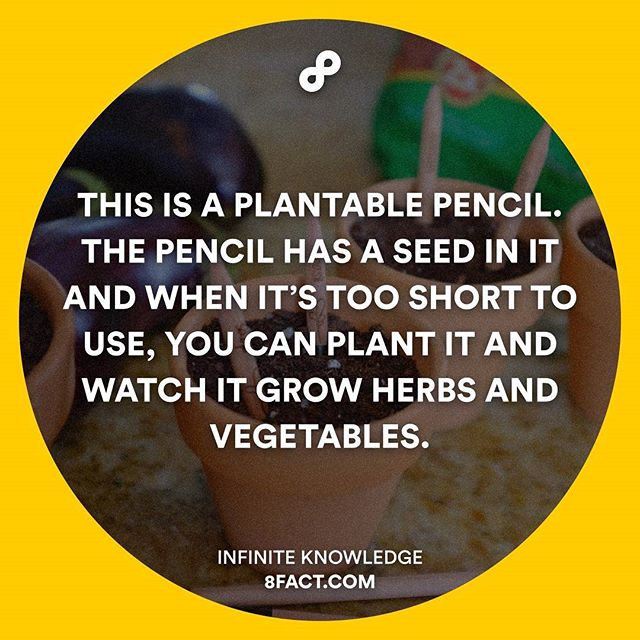 THIS IS A PLANTABLE PENCIL.
THE PENCIL HAS A SEED IN IT
AND WHEN IT’S TOO SHORT TO
USE, YOU CAN PLANT IT AND
WATCH IT GROW HERBS AND
VEGETABLES.
INFINITE KNOWLEDGE
8FACT.COM